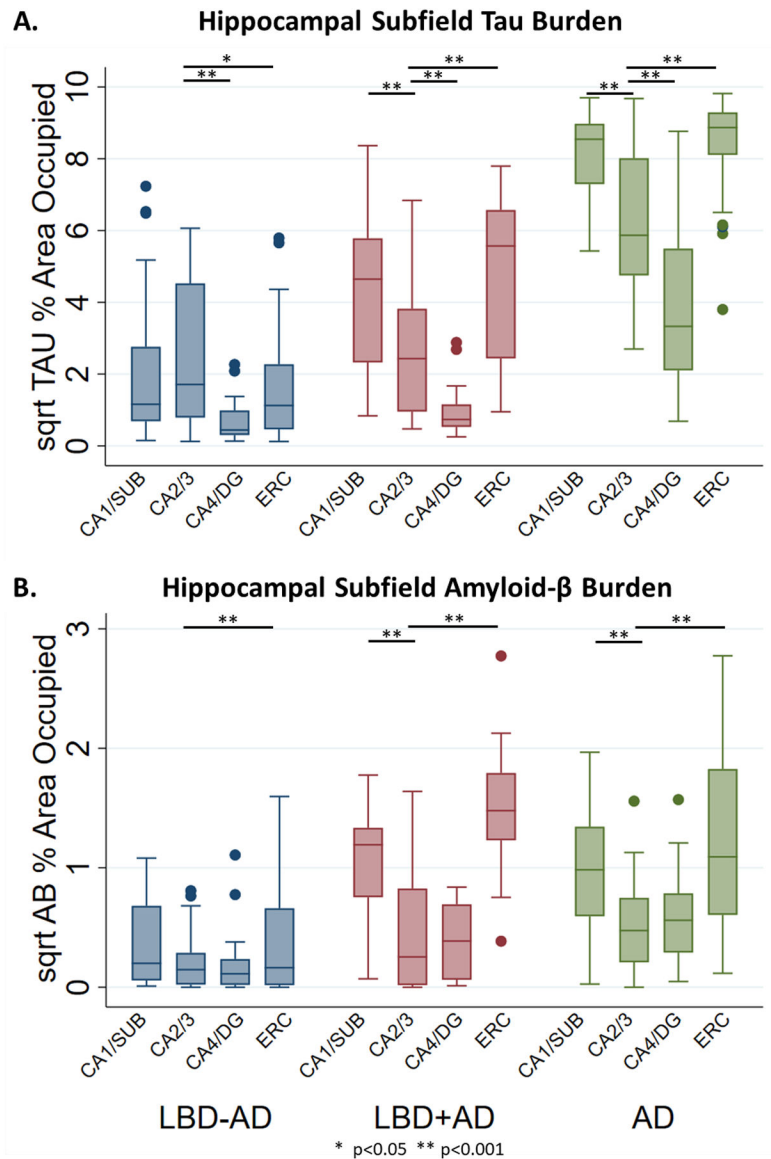 A. Hippocampal Subfield Tau Burden
* ** **
** ** ** ** **
sqrt TAU % Area Occupied
10
8
6
4
2
0
CA1/SUB CA2/3 CA4/DG ERC CA1/SUB CA2/3 CA4/DG ERC CA1/SUB CA2/3 CA4/DG ERC
B. Hippocampal Subfield Amyloid-β Burden
** ** **
** **
sqrt AB % Area Occupied
3
2
1
0
CA1/SUB CA2/3 CA4/DG ERC CA1/SUB CA2/3 CA4/DG ERC CA1/SUB CA2/3 CA4/DG ERC
LBD-AD LBD+AD AD
* p<0.05 ** p<0.001